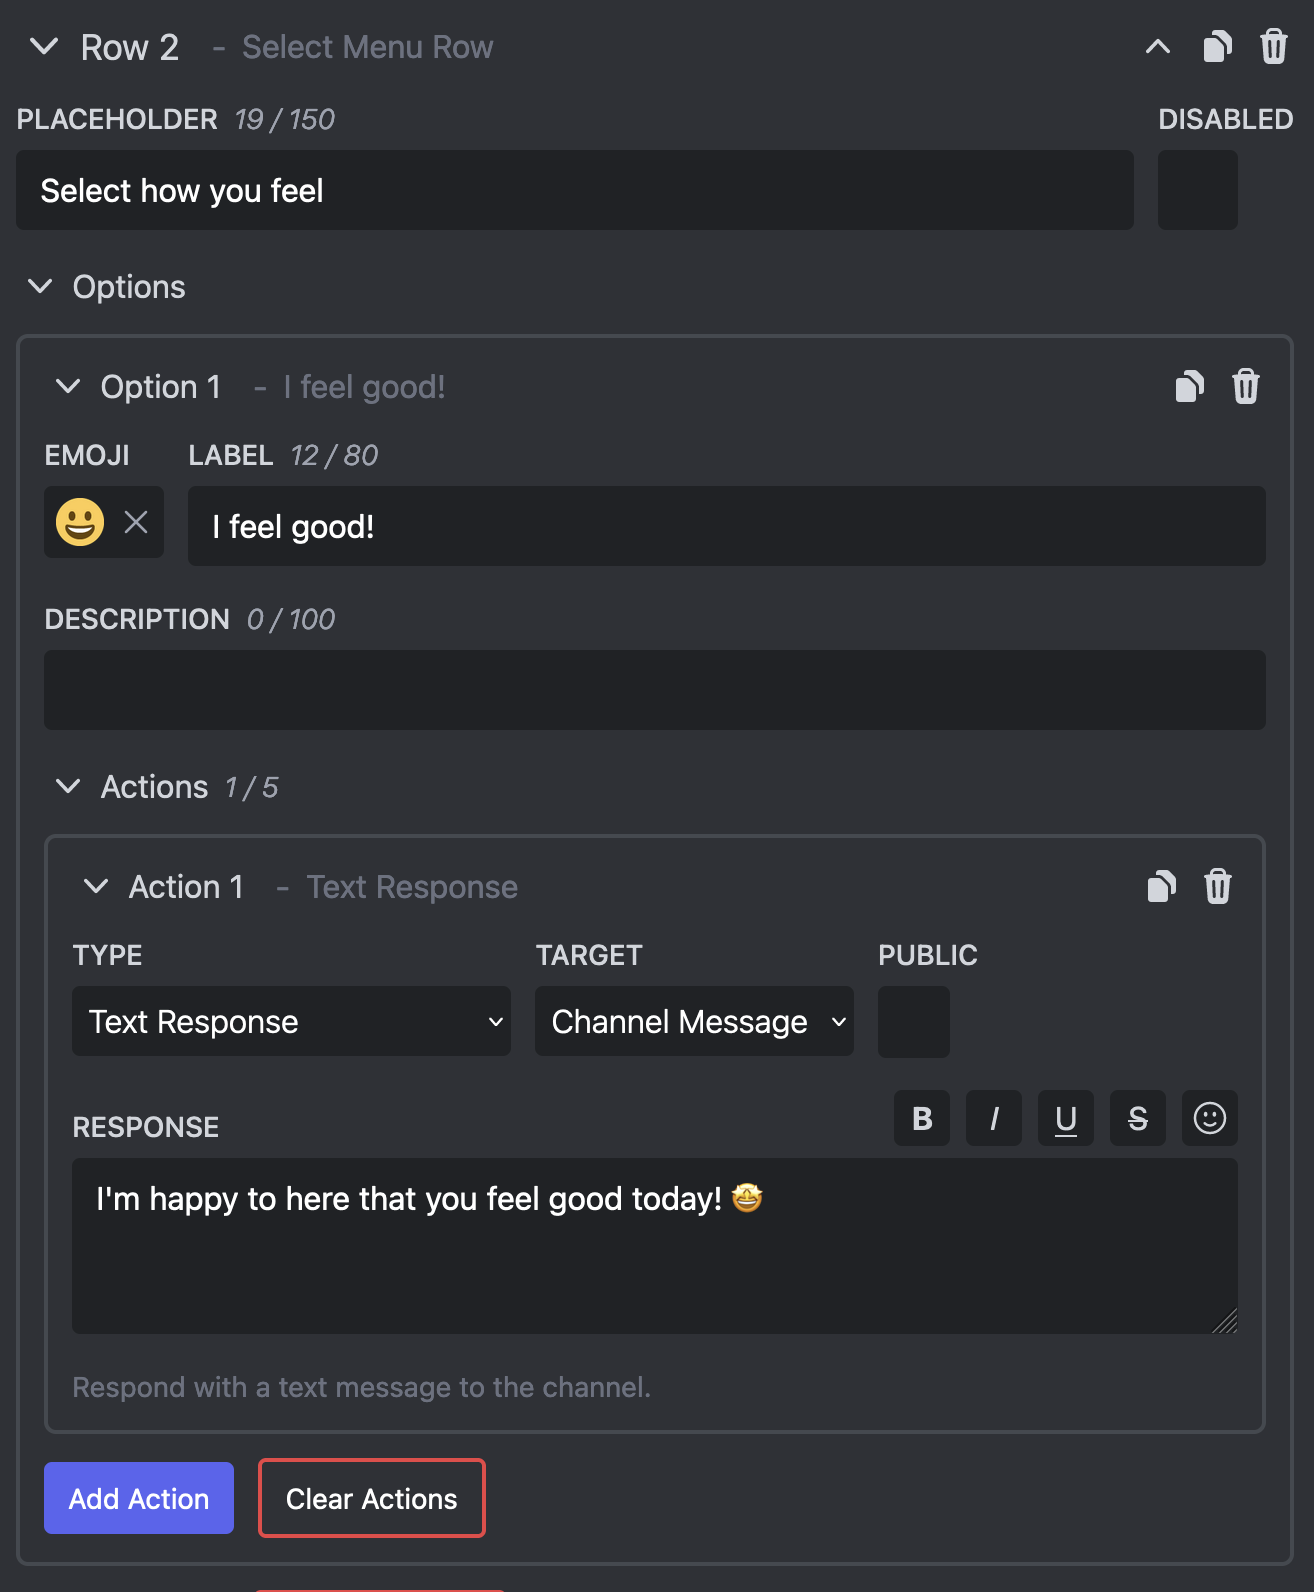 Row 2 - Select Menu Row
PLACEHOLDER 19 / 150 DISABLED
Select how you feel
Options
Option 1 - I feel good!
EMOJI LABEL 12 / 80
😀 I feel good!
DESCRIPTION 0 / 100
Actions 1 / 5
Action 1 - Text Response
TYPE TARGET PUBLIC
Text Response Channel Message
RESPONSE B I U S
I'm happy to here that you feel good today! 🤩
Respond with a text message to the channel.
Add Action Clear Actions